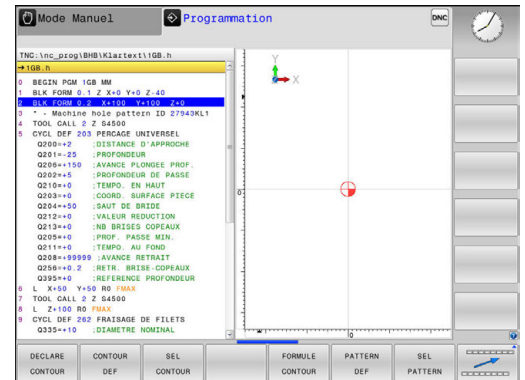 Mode Manuel
Programmation
DNC
TNC:\nc_prog\BHB\Klartext\1GB.h
→1GB.h
0 BEGIN PGM 1GB MM
1 BLK FORM 0.1 Z X+0 Y+0 Z-40
2 BLK FORM 0.2 X+100 Y+100 Z+0
3 * - Machine hole pattern ID 27943KL1
4 TOOL CALL 2 Z S4500
5 CYCL DEF 203 PERCAGE UNIVERSEL
Q200=+2 ;DISTANCE D'APPROCHE
Q201=-25 ;PROFONDEUR
Q206=+150 ;AVANCE PLONGEE PROF.
Q202=+5 ;PROFONDEUR DE PASSE
Q210=+0 ;TEMPO. EN HAUT
Q203=+0 ;COORD. SURFACE PIECE
Q204=+50 ;SAUT DE BRIDE
Q212=+0 ;VALEUR REDUCTION
Q213=+0 ;NB BRISES COPEAUX
Q205=+0 ;PROF. PASSE MIN.
Q211=+0 ;TEMPO. AU FOND
Q208=+99999 ;AVANCE RETRAIT
Q256=+0.2 ;RETR. BRISE-COPEAUX
Q395=+0 ;REFERENCE PROFONDEUR
6 L X+50 Y+50 R0 FMAX
7 TOOL CALL 2 Z S4500
8 L Z+100 R0 FMAX
9 CYCL DEF 262 FRAISAGE DE FILETS
Q335=+10 ;DIAMETRE NOMINAL
Y
X
0
0
DECLARE CONTOUR
CONTOUR DEF
SEL CONTOUR
FORMULE CONTOUR
PATTERN DEF
SEL PATTERN